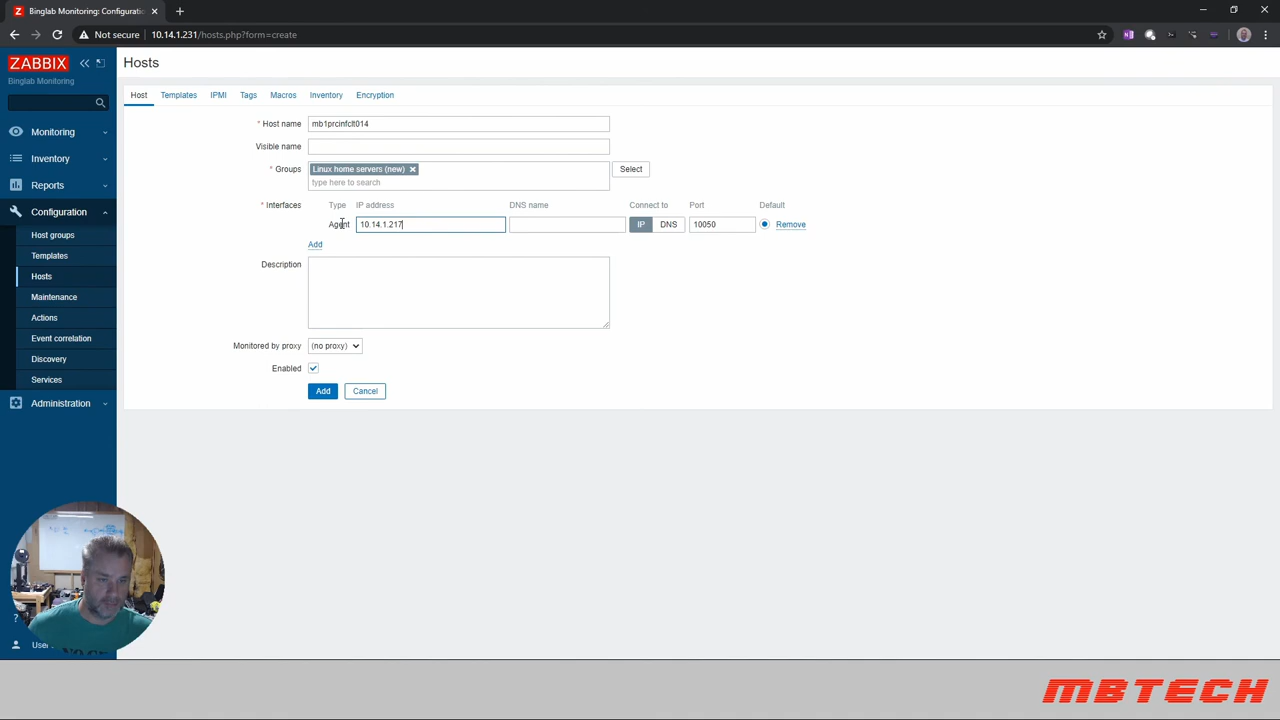 Binglab Monitoring: Configurat
Not secure 10.14.1.231/hosts.php?form=create
ZABBIX
Binglab Monitoring
Monitoring
Inventory
Reports
Configuration
Host groups
Templates
Hosts
Maintenance
Actions
Event correlation
Discovery
Services
Administration
?
User
Hosts
Host Templates IPMI Tags Macros Inventory Encryption
* Host name mb1prcinfclt014
Visible name
* Groups Linux home servers (new) Select
type here to search
* Interfaces Type IP address DNS name Connect to Port Default
Agent 10.14.1.217 IP DNS 10050 Remove
Add
Description
Monitored by proxy (no proxy)
Enabled
Add Cancel
MBTECH